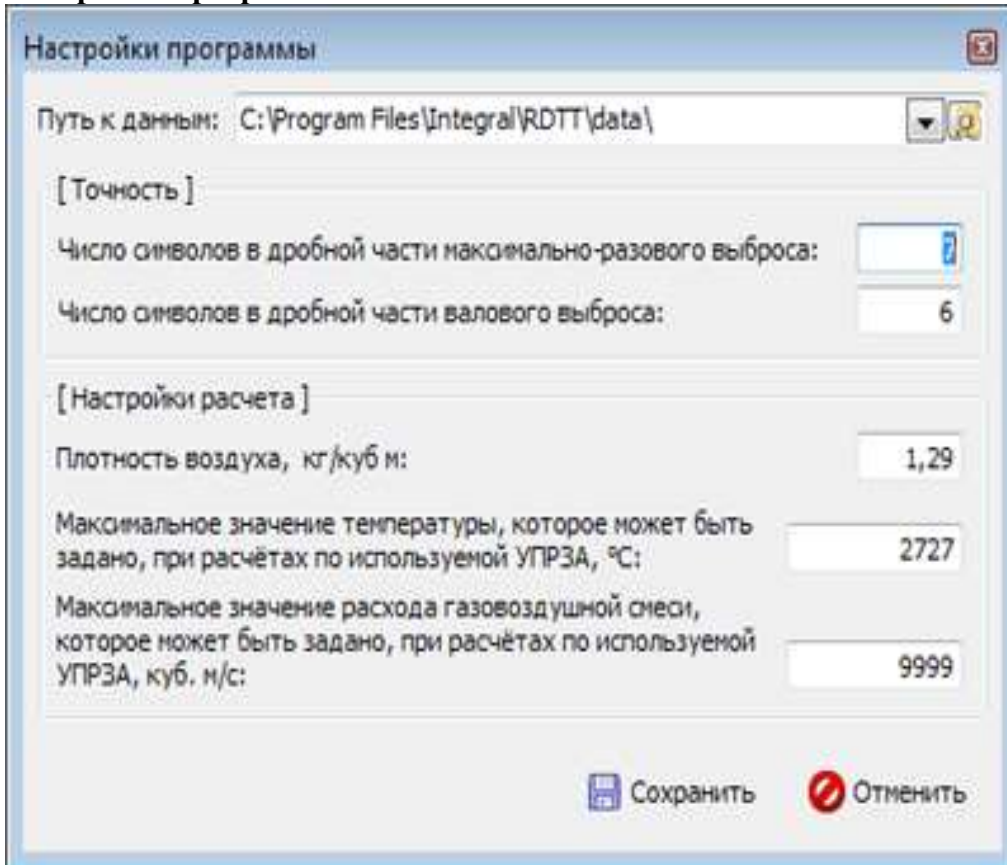 Настройки программы
Путь к данным: C:\Program Files\Integral\RDTT\data\
[ Точность ]
Число символов в дробной части максимально-разового выброса: 7
Число символов в дробной части валового выброса: 6
[ Настройки расчета ]
Плотность воздуха, кг/куб м: 1,29
Максимальное значение температуры, которое может быть
задано, при расчётах по используемой УПРЗА, °C: 2727
Максимальное значение расхода газовоздушной смеси,
которое может быть задано, при расчётах по используемой
УПРЗА, куб. м/с: 9999
Сохранить Отменить